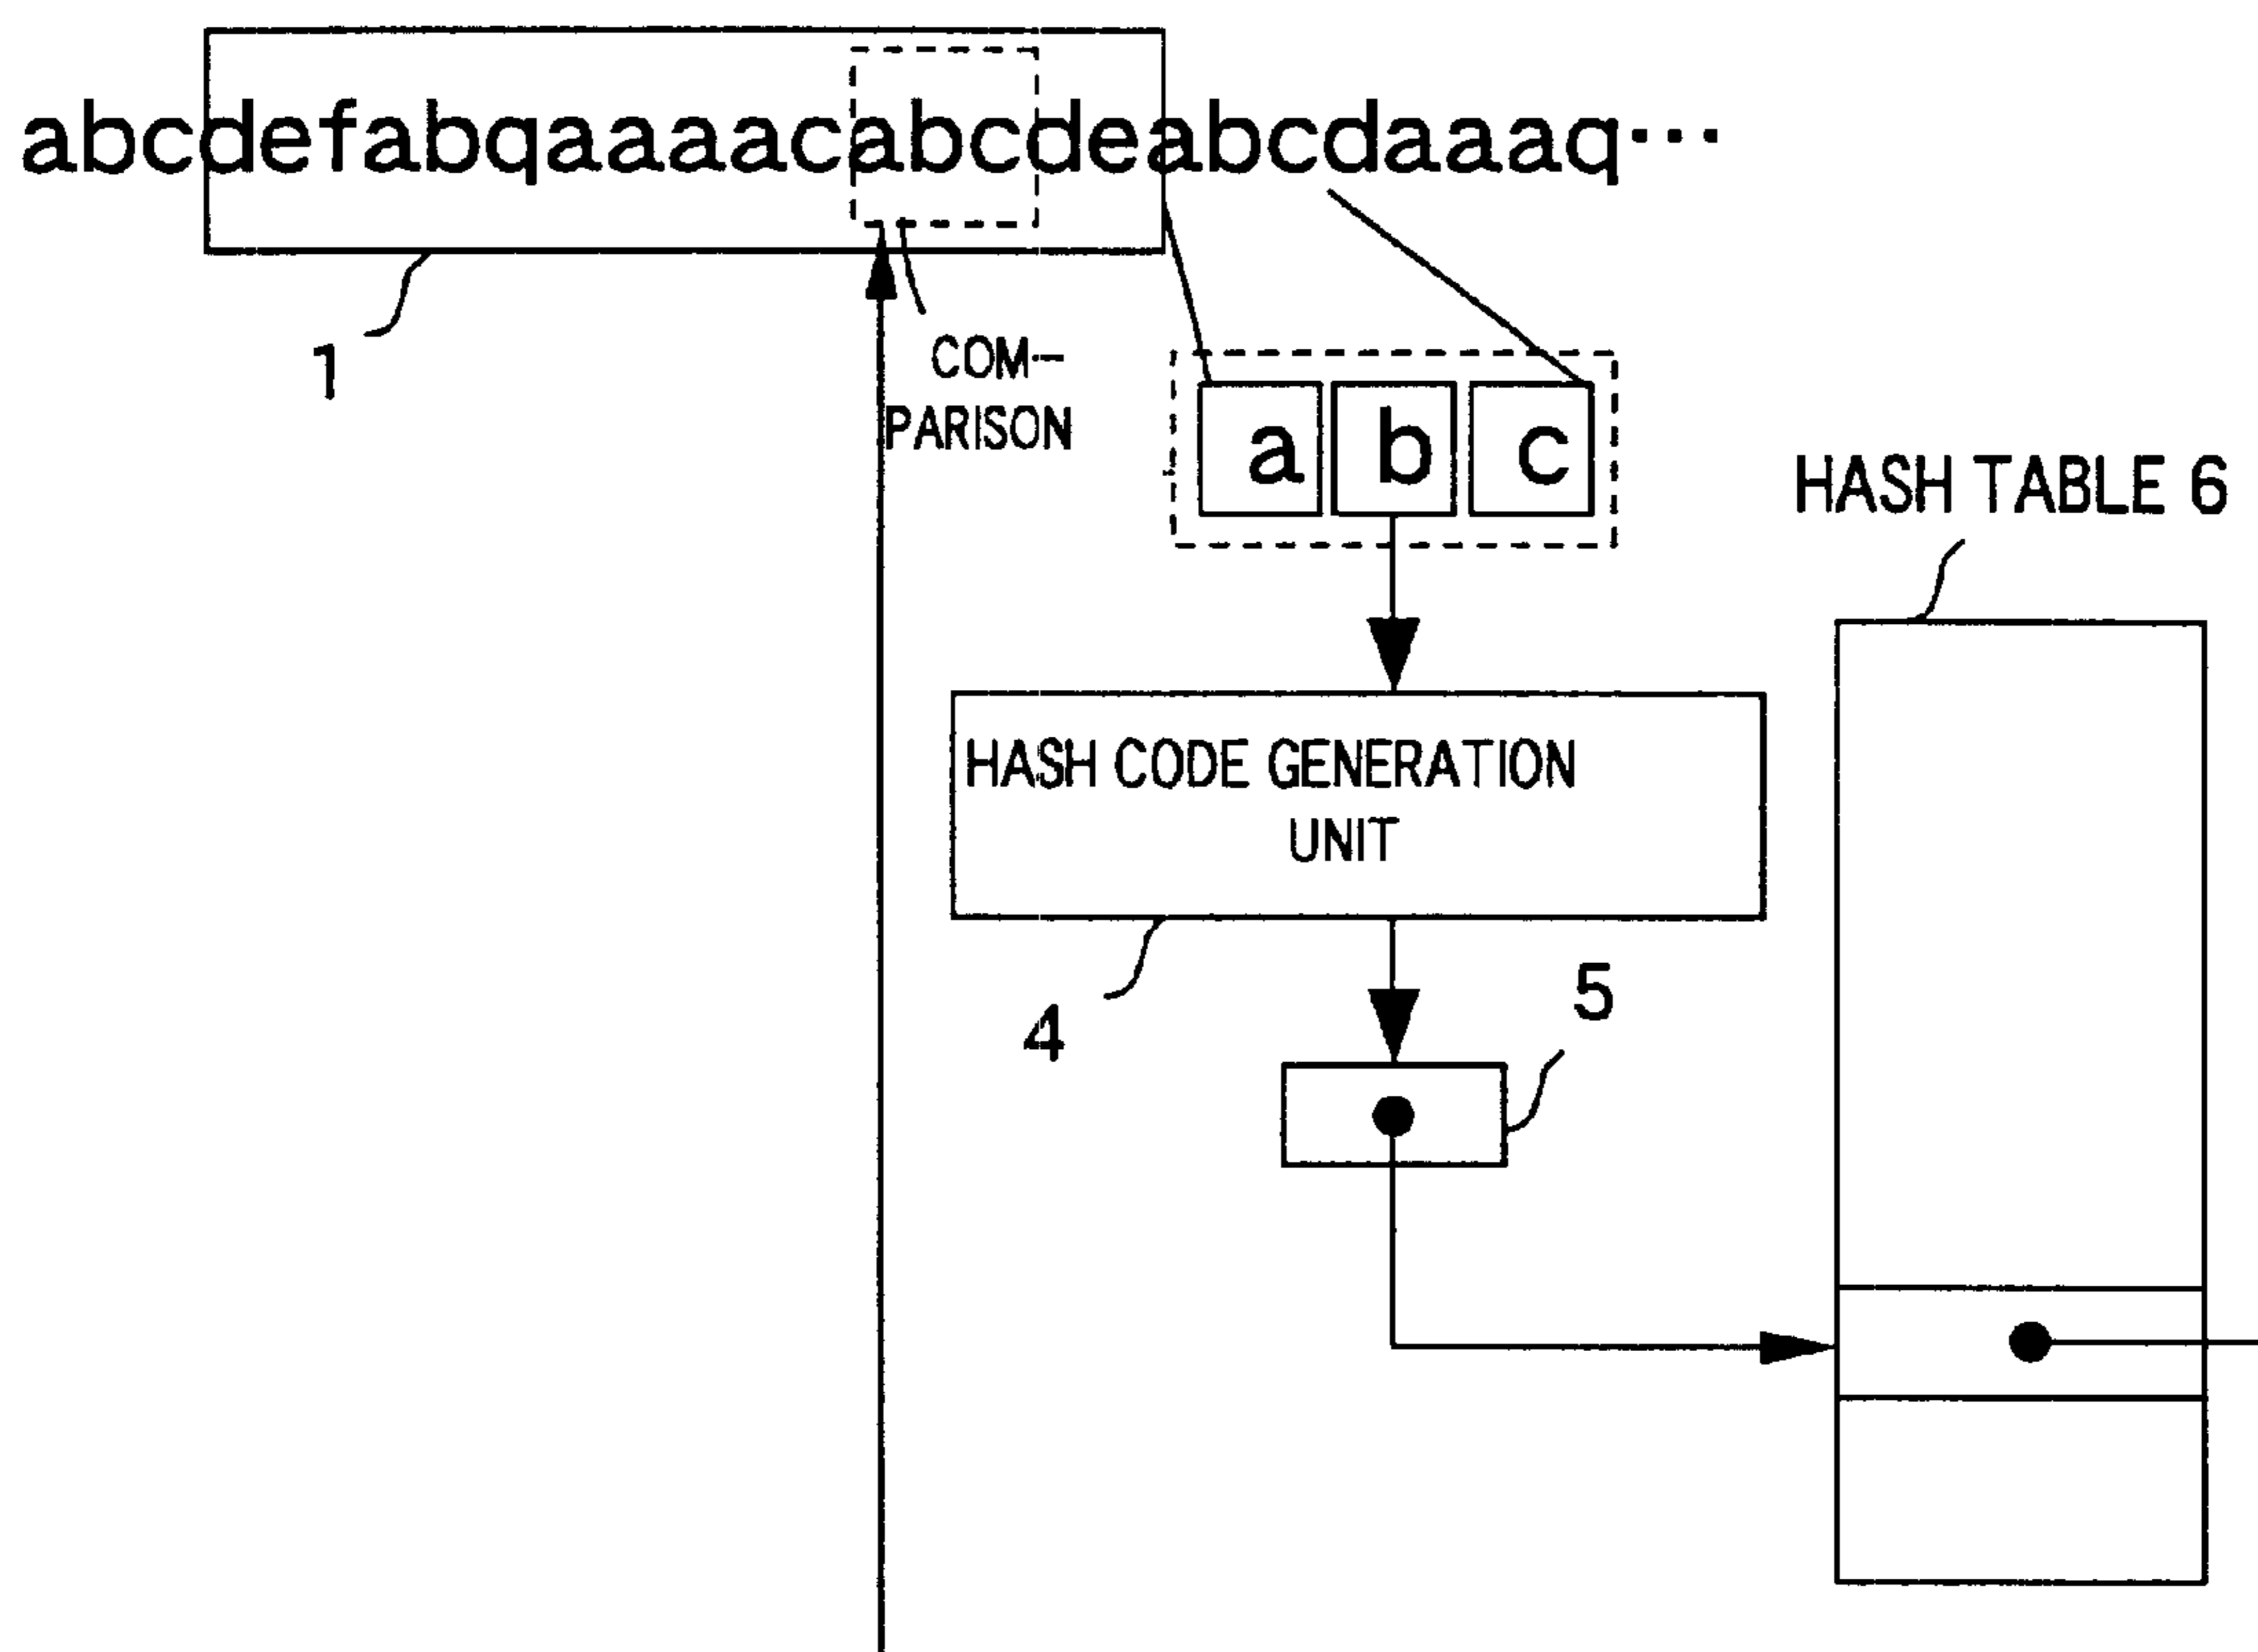 abcdefabqaaaacabcdeabcdaaaq···
1
COM-
PARISON
a b c
HASH TABLE 6
HASH CODE GENERATION
UNIT
4
5